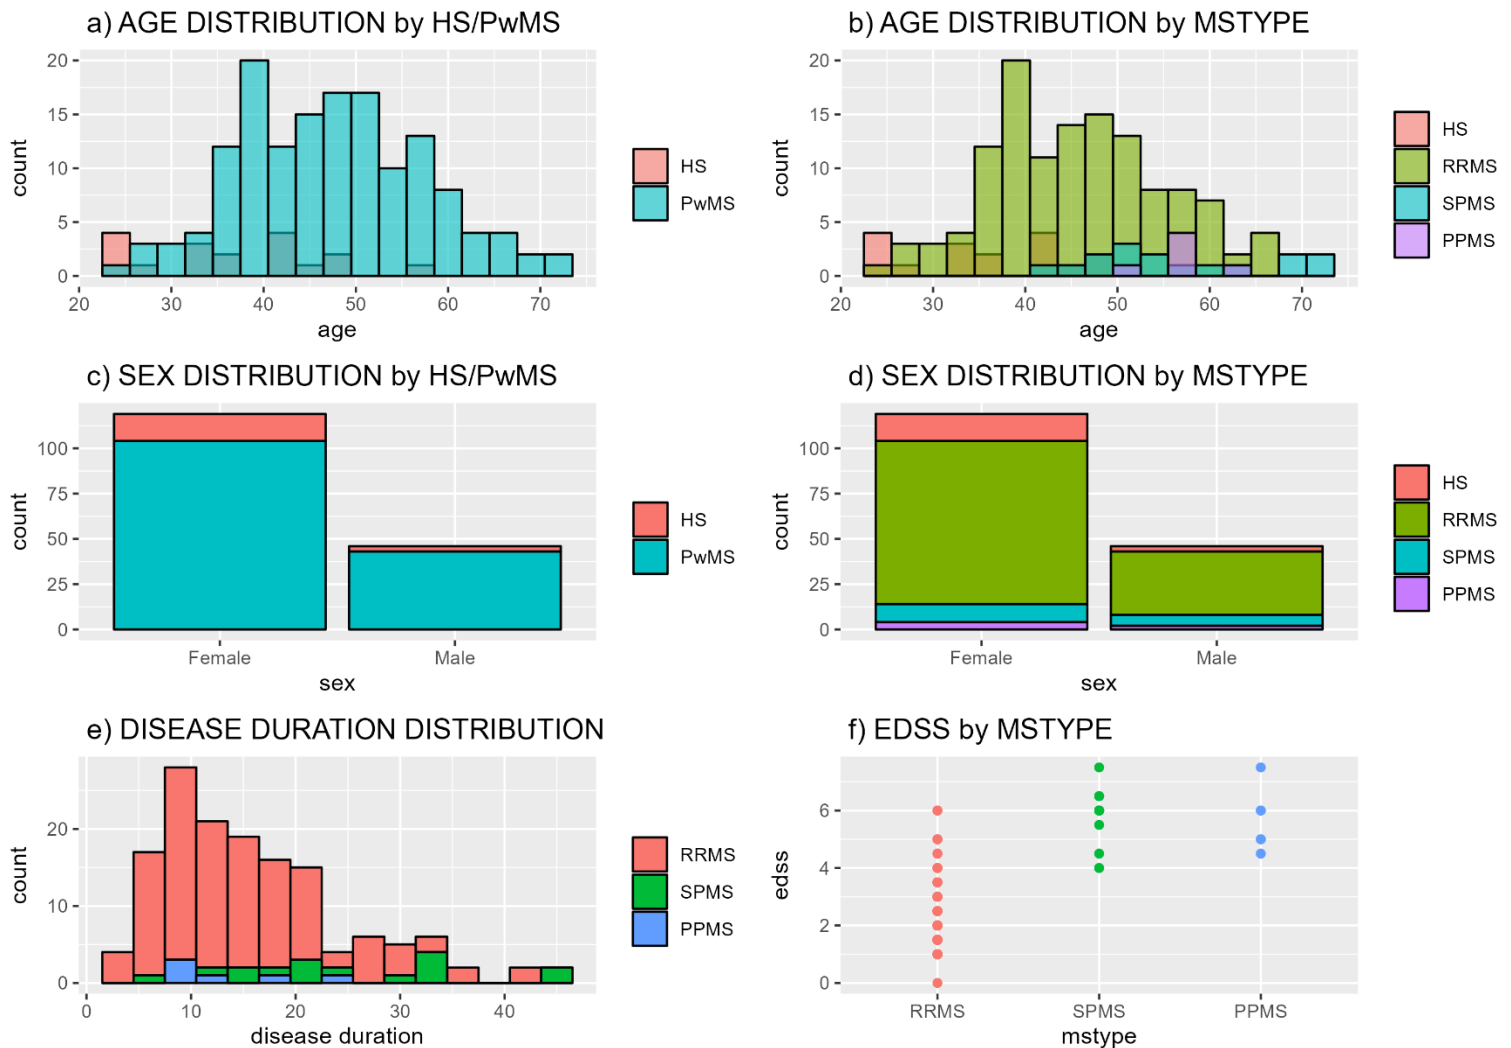 a) AGE DISTRIBUTION by HS/PwMS
20
15
10
5
0
count
20 30 40 50 60 70
age
HS
PwMS
b) AGE DISTRIBUTION by MSTYPE
20
15
10
5
0
count
20 30 40 50 60 70
age
HS
RRMS
SPMS
PPMS
c) SEX DISTRIBUTION by HS/PwMS
100
75
50
25
0
count
Female Male
sex
HS
PwMS
d) SEX DISTRIBUTION by MSTYPE
100
75
50
25
0
count
Female Male
sex
HS
RRMS
SPMS
PPMS
e) DISEASE DURATION DISTRIBUTION
20
10
0
count
0 10 20 30 40
disease duration
RRMS
SPMS
PPMS
f) EDSS by MSTYPE
6
4
2
0
edss
RRMS SPMS PPMS
mstype